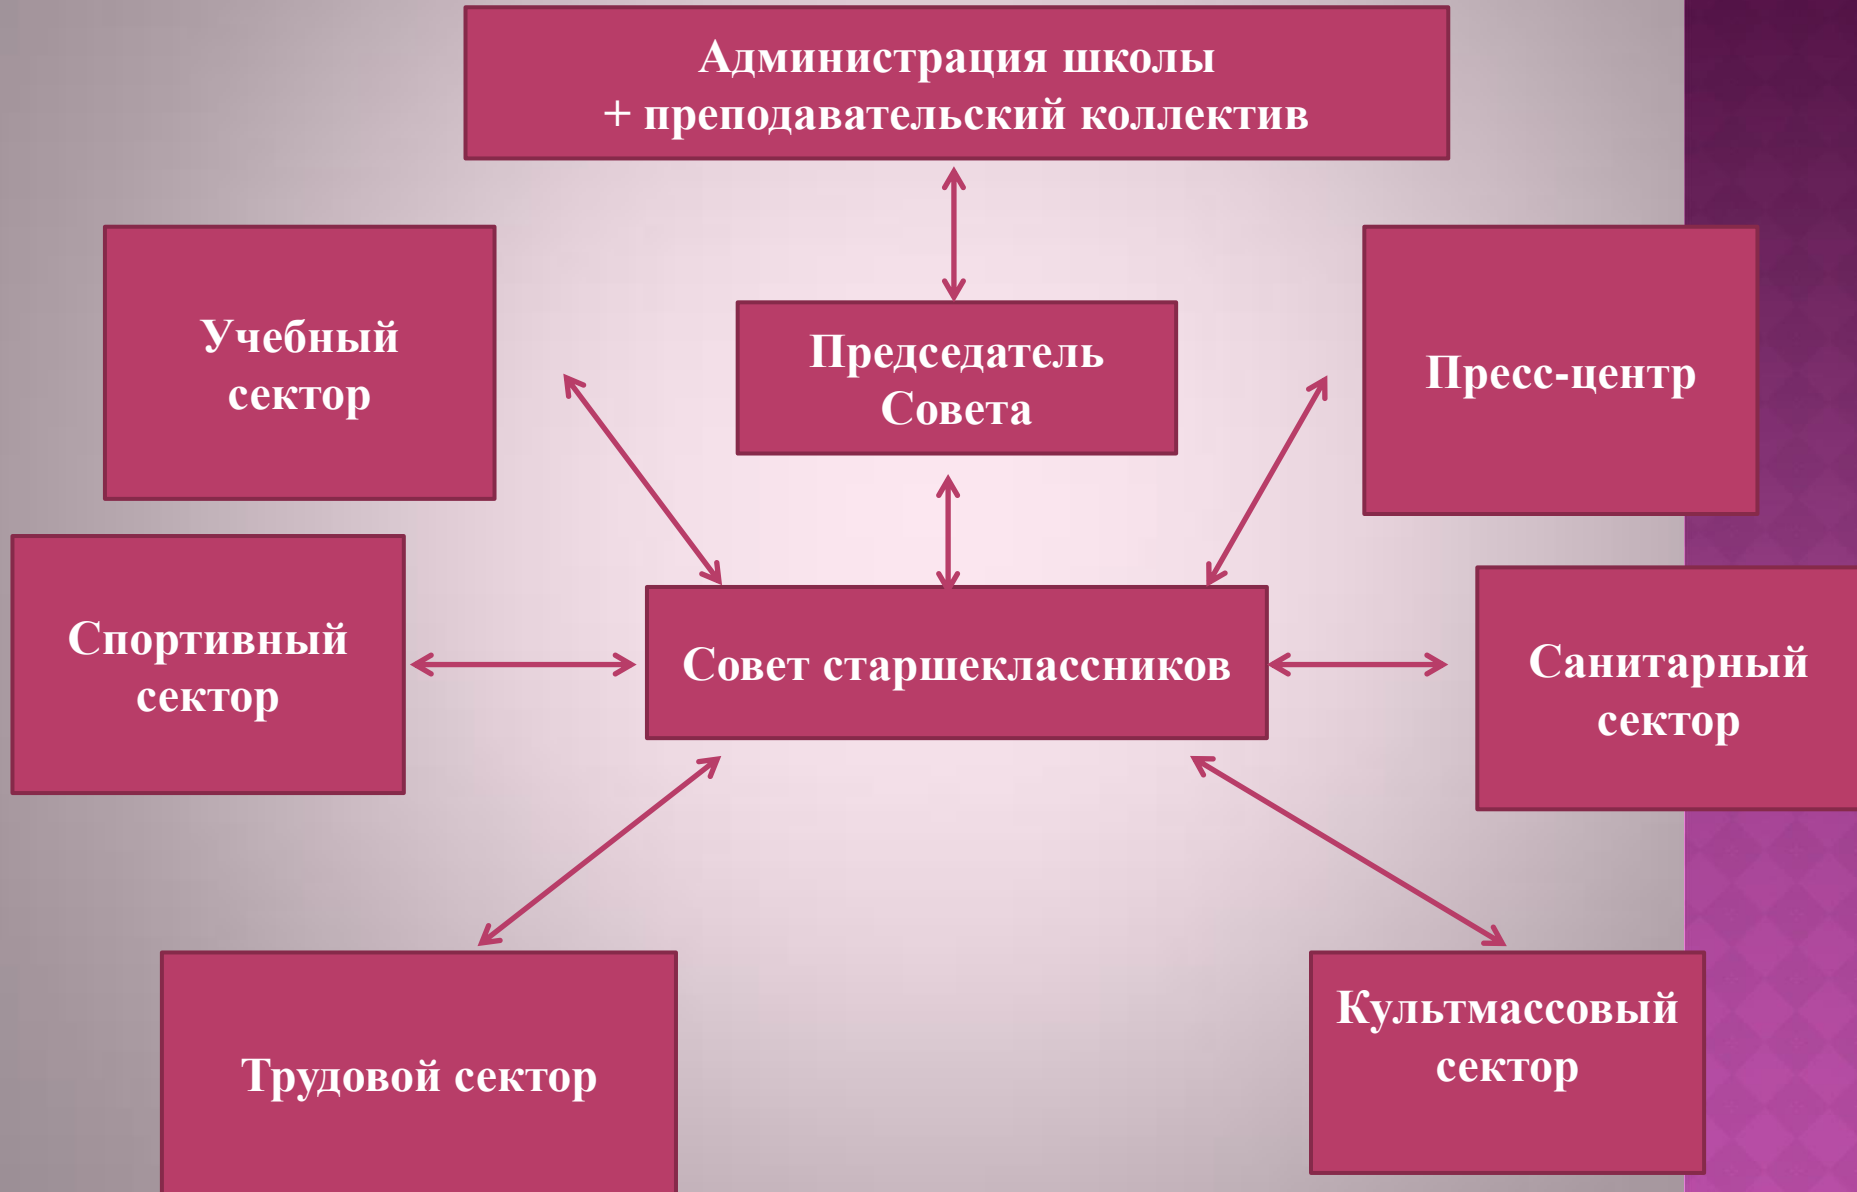 Администрация школы
+ преподавательский коллектив
Учебный
сектор
Председатель
Совета
Пресс-центр
Спортивный
сектор
Совет старшеклассников
Санитарный
сектор
Трудовой сектор
Культмассовый
сектор